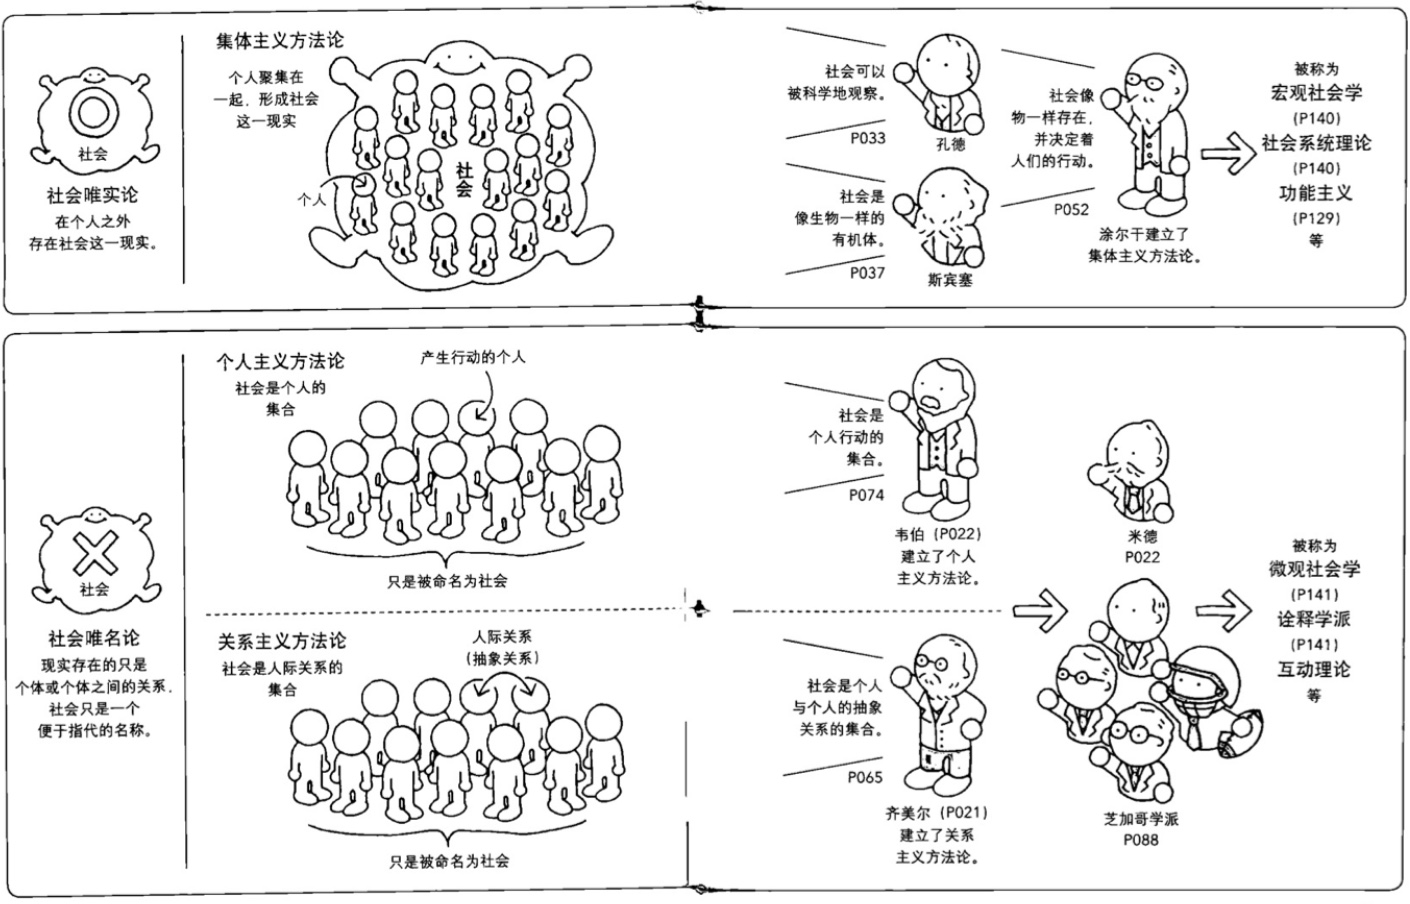 社会
社会唯实论
在个人之外
存在社会这一现实。
集体主义方法论
个人聚集在
一起，形成社会
这一现实
个人
社会
社会可以
被科学地观察。
P033
孔德
社会是
像生物一样的
有机体。
P037
斯宾塞
社会像
物一样存在，
并决定着
人们的行动。
P052
涂尔干建立了
集体主义方法论。
被称为
宏观社会学
(P140)
社会系统理论
(P140)
功能主义
(P129)
等
社会
社会唯名论
现实存在的只是
个体或个体之间的关系，
社会只是一个
便于指代的名称。
个人主义方法论
社会是个人的
集合
产生行动的个人
只是被命名为社会
社会是
个人行动的
集合。
P074
韦伯（P022）
建立了个人
主义方法论。
关系主义方法论
社会是人际关系的
集合
人际关系
（抽象关系）
只是被命名为社会
社会是个人
与个人的抽象
关系的集合。
P065
齐美尔（P021）
建立了关系
主义方法论。
米德
P022
芝加哥学派
P088
被称为
微观社会学
(P141)
诠释学派
(P141)
互动理论
等